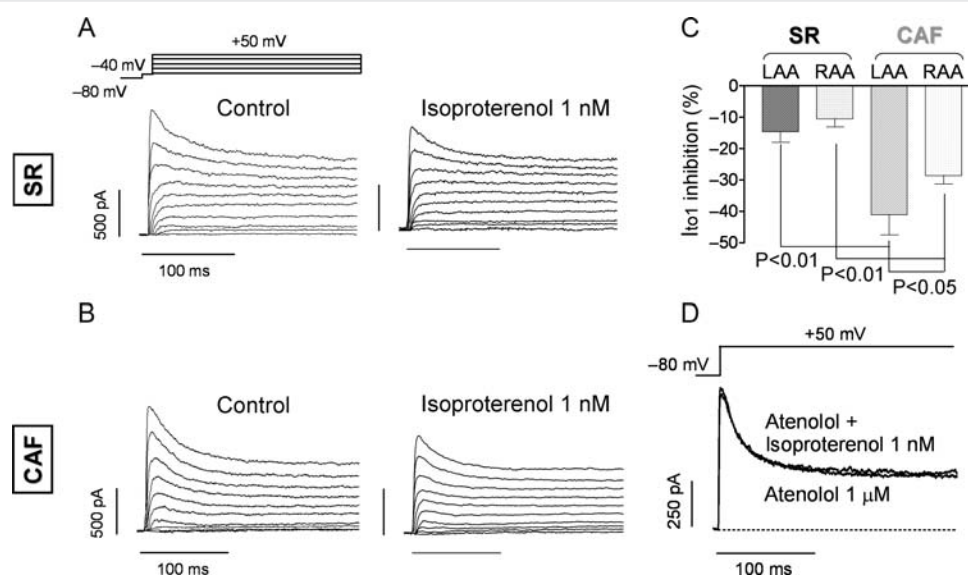 A
+50 mV
−40 mV
−80 mV
Control
Isoproterenol 1 nM
SR
500 pA
100 ms
B
Control
Isoproterenol 1 nM
CAF
500 pA
100 ms
C
SR
CAF
LAA RAA LAA RAA
Ito1 inhibition (%)
0
−10
−20
−30
−40
−50
P<0.01
P<0.01
P<0.05
D
+50 mV
−80 mV
Atenolol +
Isoproterenol 1 nM
Atenolol 1 μM
250 pA
100 ms